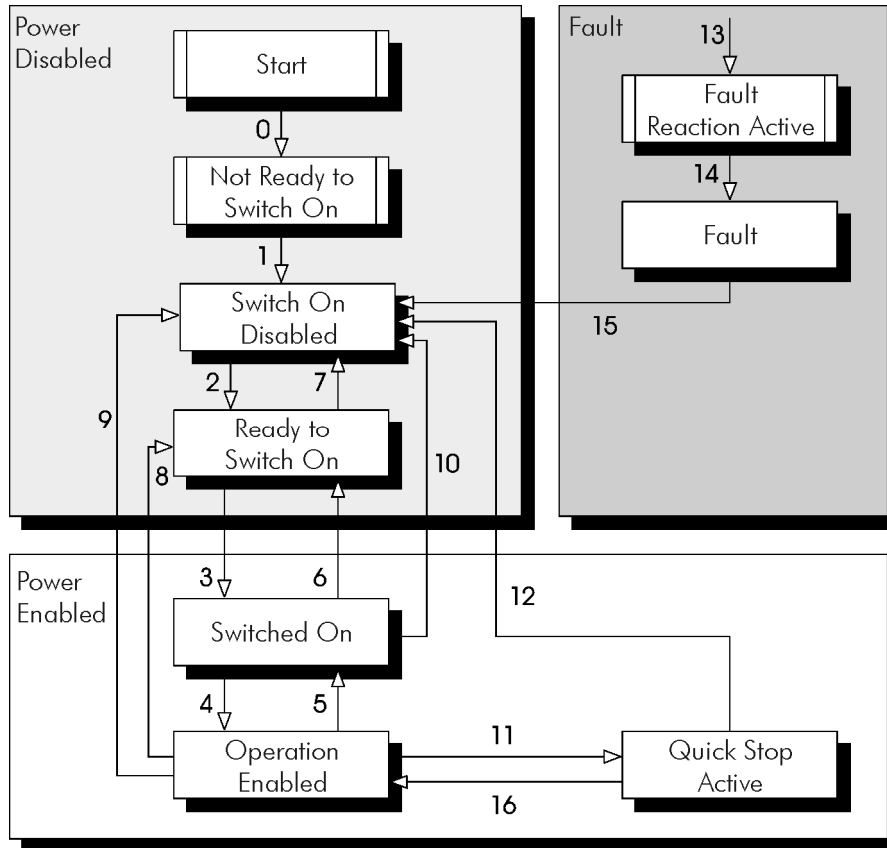 Power
Disabled
Start
0
Not Ready to
Switch On
1
Switch On
Disabled
2
7
9
Ready to
Switch On
8
10
Fault
13
Fault
Reaction Active
14
Fault
15
Power
Enabled
3
6
12
Switched On
4
5
Operation
Enabled
11
16
Quick Stop
Active